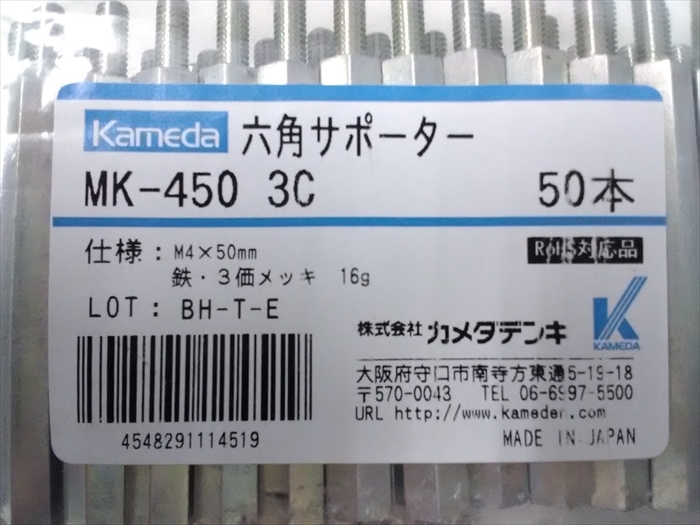 Kameda 六角サポーター
MK-450 3C 50本
仕様：M4×50mm
RoHS対応品
鉄・3価メッキ 16g
LOT：BH-T-E
株式会社カメダデンキ
KAMEDA
大阪府守口市南寺方東通5-19-18
〒570-0043 TEL 06-6997-5500
URL http://www.kameden.com
4548291114519
MADE IN JAPAN